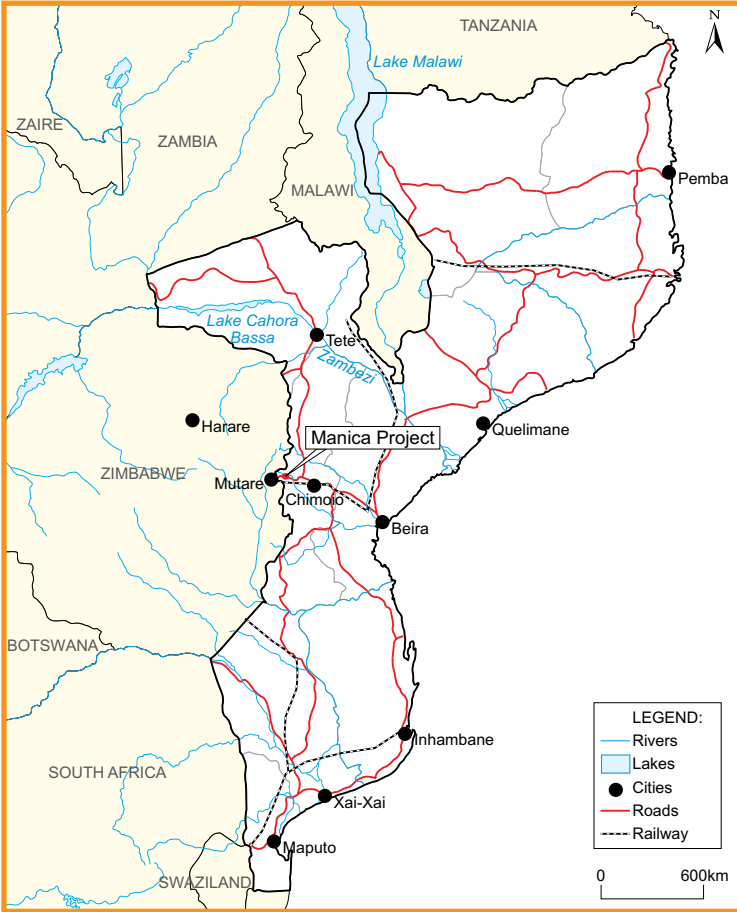 N
TANZANIA
Lake Malawi
ZAIRE
ZAMBIA
MALAWI
Pemba
Lake Cahora
Bassa
Tete
Zambezi
Harare
Quelimane
Manica Project
ZIMBABWE
Mutare
Chimoio
Beira
BOTSWANA
Inhambane
SOUTH AFRICA
Xai-Xai
Maputo
SWAZILAND
LEGEND:
Rivers
Lakes
Cities
Roads
Railway
0 600km